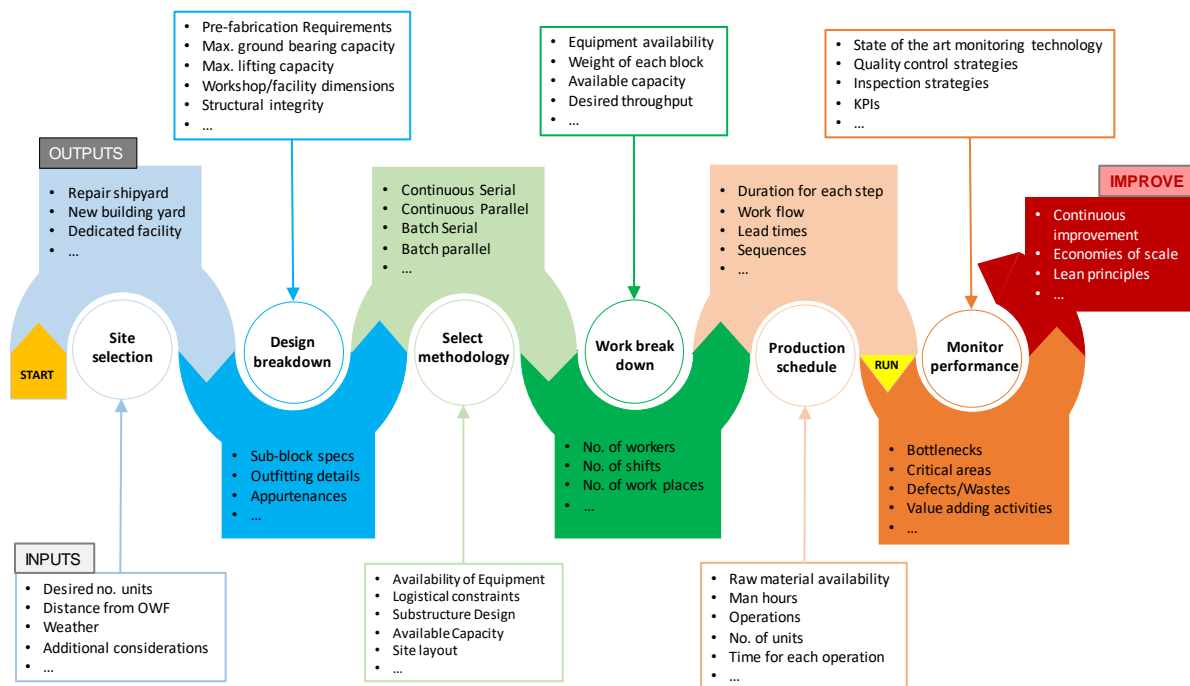 • Pre-fabrication Requirements
• Max. ground bearing capacity
• Max. lifting capacity
• Workshop/facility dimensions
• Structural integrity
• ...
• Equipment availability
• Weight of each block
• Available capacity
• Desired throughput
• ...
• State of the art monitoring technology
• Quality control strategies
• Inspection strategies
• KPIs
• ...
OUTPUTS
• Repair shipyard
• New building yard
• Dedicated facility
• ...
• Continuous Serial
• Continuous Parallel
• Batch Serial
• Batch parallel
• ...
• Duration for each step
• Work flow
• Lead times
• Sequences
• ...
IMPROVE
• Continuous
improvement
• Economies of scale
• Lean principles
• ...
START
Site
selection
Design
breakdown
Select
methodology
Work break
down
Production
schedule
RUN
Monitor
performance
• Sub-block specs
• Outfitting details
• Appurtenances
• ...
• No. of workers
• No. of shifts
• No. of work places
• ...
• Bottlenecks
• Critical areas
• Defects/Wastes
• Value adding activities
• ...
INPUTS
• Desired no. units
• Distance from OWF
• Weather
• Additional considerations
• ...
• Availability of Equipment
• Logistical constraints
• Substructure Design
• Available Capacity
• Site layout
• ...
• Raw material availability
• Man hours
• Operations
• No. of units
• Time for each operation
• ...